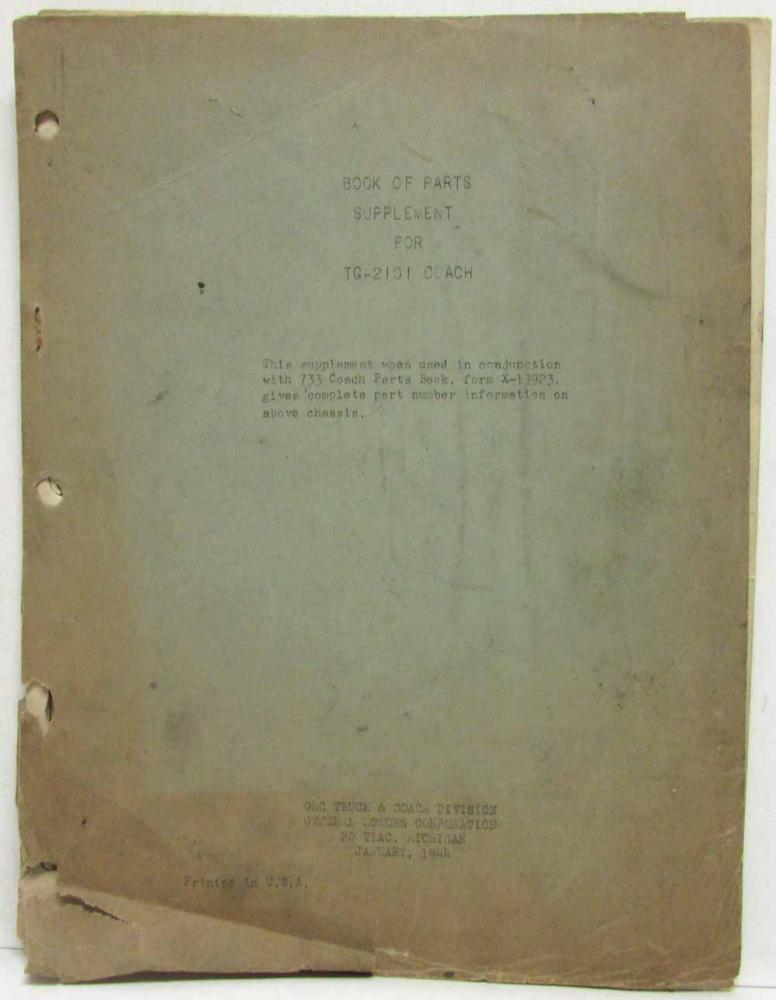 BOOK OF PARTS
SUPPLEMENT
FOR
TG-2101 COACH
This supplement when used in conjunction
with 733 Coach Parts Book, form X-13923,
gives complete part number information on
above chassis.
GMC TRUCK & COACH DIVISION
GENERAL MOTORS CORPORATION
PONTIAC, MICHIGAN
JANUARY, 1944
Printed in U.S.A.